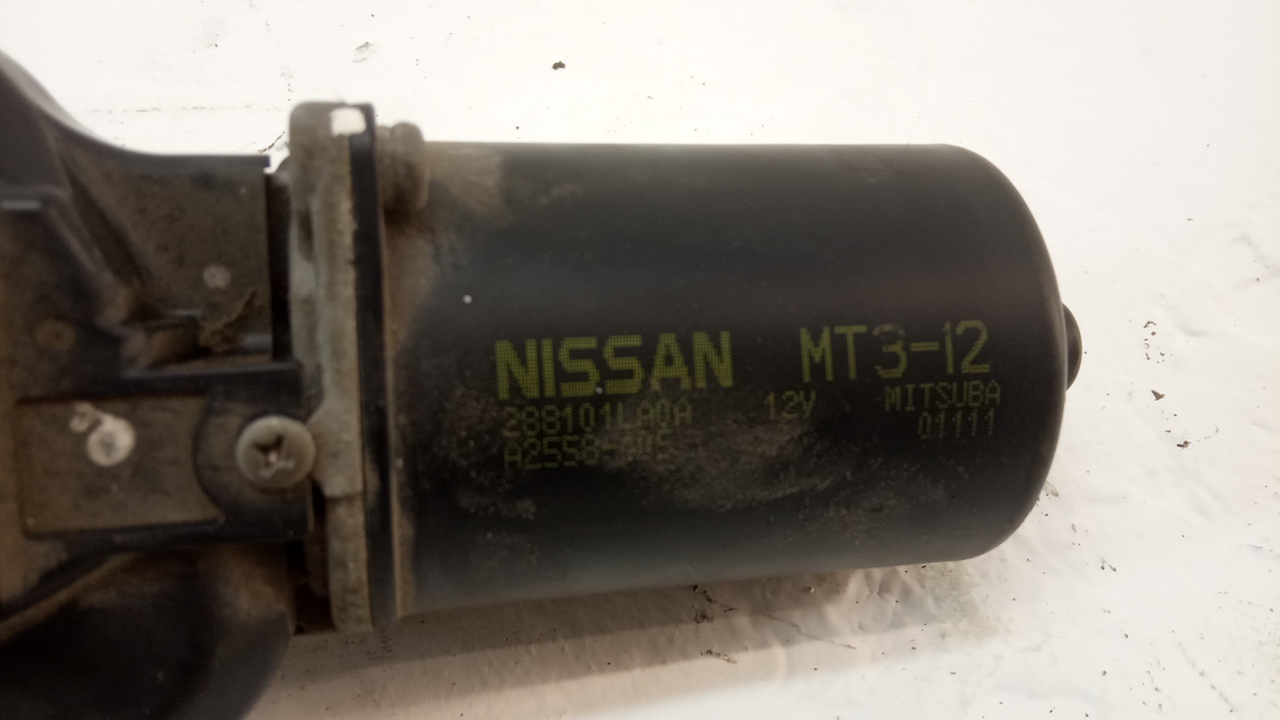 NISSAN MT3-12
288101LA0A 12V MITSUBA
01111